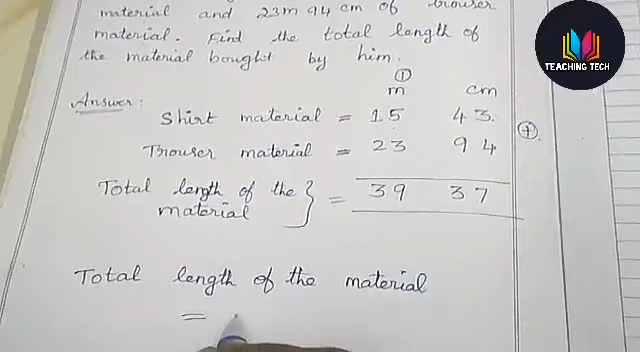 material and 23m 94 cm of trouser
material. Find the total length of
the material bought by him.
①
Answer: m cm
Shirt material = 15 43
Trouser material = 23 94 ⊕
Total length of the
material } = 39 37
Total length of the material
=
TEACHING TECH